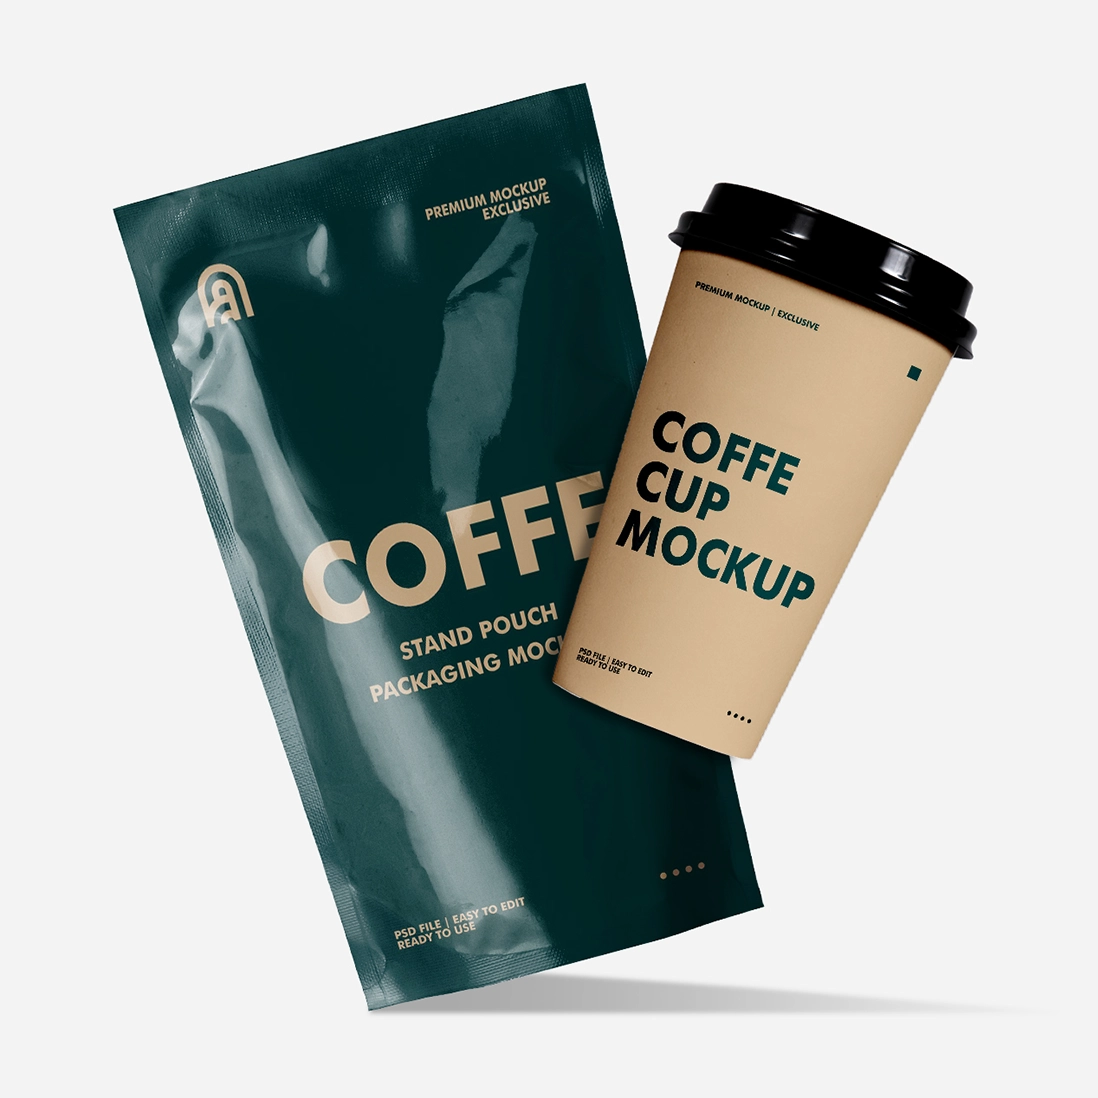 PREMIUM MOCKUP
EXCLUSIVE
COFFE
STAND POUCH
PACKAGING MOCK
PSD FILE | EASY TO EDIT
READY TO USE
PREMIUM MOCKUP | EXCLUSIVE
COFFE
CUP
MOCKUP
PSD FILE | EASY TO EDIT
READY TO USE